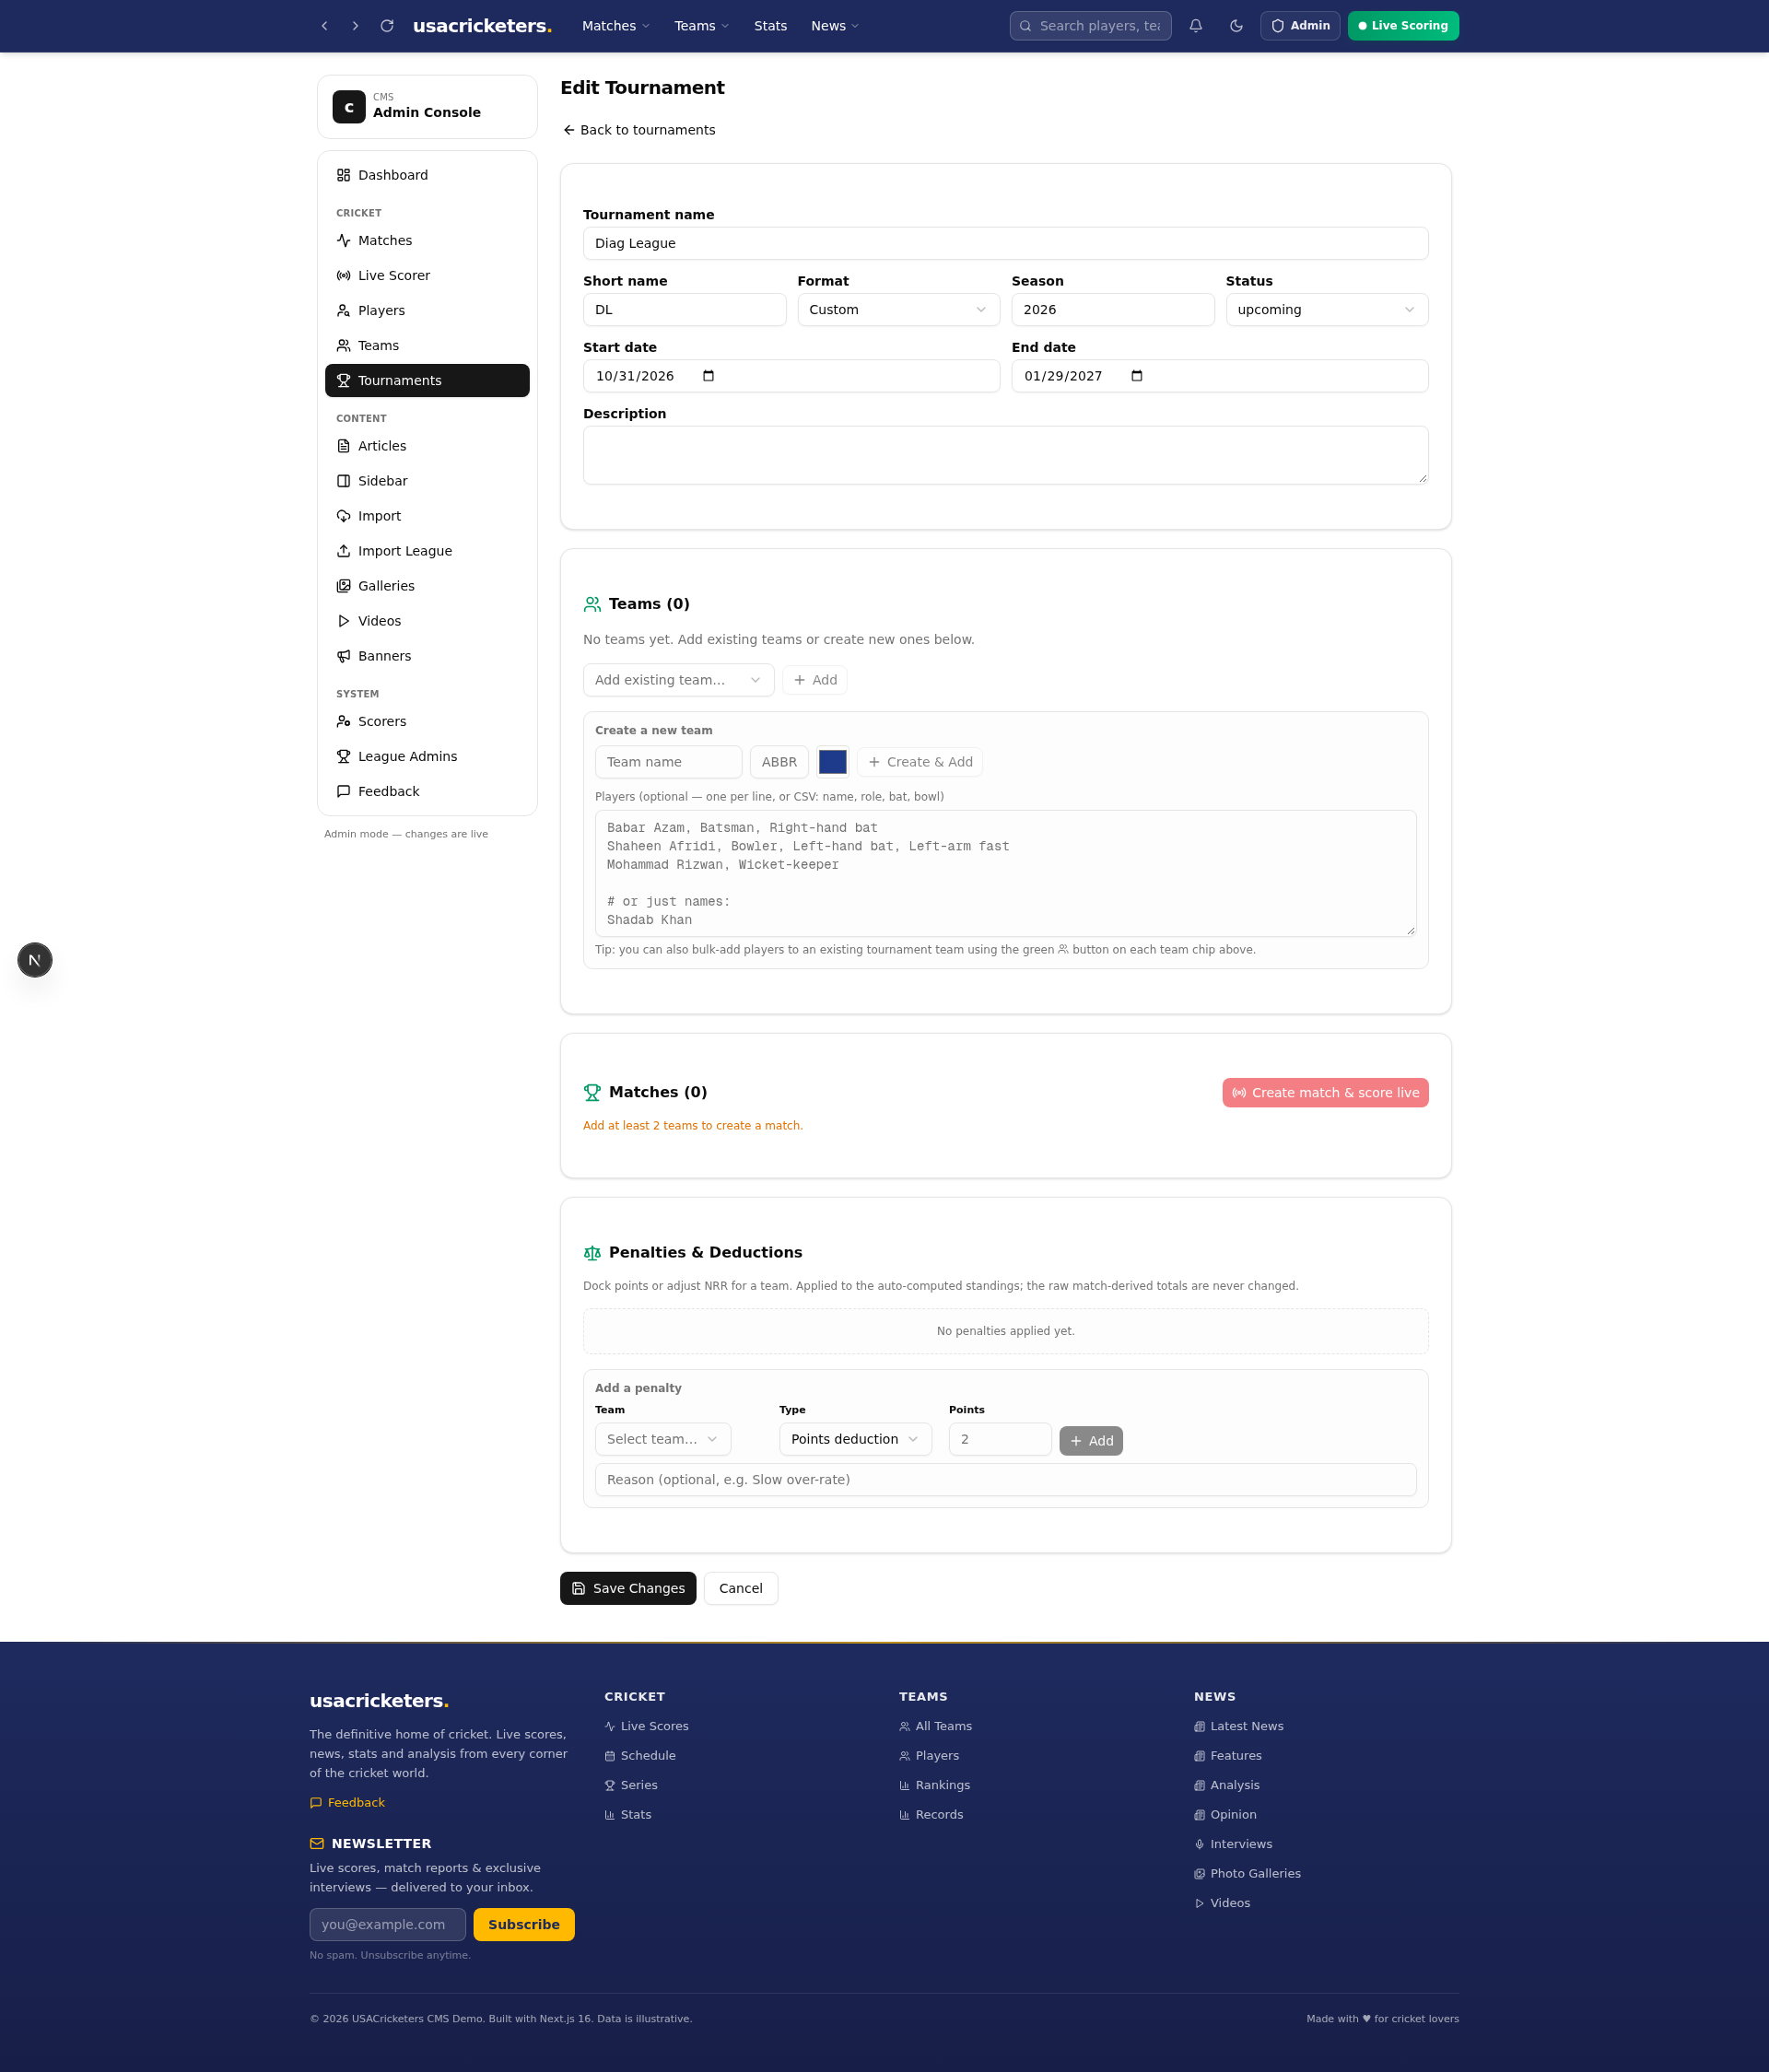 usacricketers.
Matches
Teams
Stats
News
Search players, tea
Admin
Live Scoring
c
CMS
Admin Console
Dashboard
CRICKET
Matches
Live Scorer
Players
Teams
Tournaments
CONTENT
Articles
Sidebar
Import
Import League
Galleries
Videos
Banners
SYSTEM
Scorers
League Admins
Feedback
Admin mode — changes are live
N
Edit Tournament
Back to tournaments
Tournament name
Diag League
Short name
Format
Season
Status
DL
Custom
2026
upcoming
Start date
End date
10/31/2026
01/29/2027
Description
Teams (0)
No teams yet. Add existing teams or create new ones below.
Add existing team...
Add
Create a new team
Team name
ABBR
Create & Add
Players (optional — one per line, or CSV: name, role, bat, bowl)
Babar Azam, Batsman, Right-hand bat
Shaheen Afridi, Bowler, Left-hand bat, Left-arm fast
Mohammad Rizwan, Wicket-keeper
# or just names:
Shadab Khan
Tip: you can also bulk-add players to an existing tournament team using the green button on each team chip above.
Matches (0)
Create match & score live
Add at least 2 teams to create a match.
Penalties & Deductions
Dock points or adjust NRR for a team. Applied to the auto-computed standings; the raw match-derived totals are never changed.
No penalties applied yet.
Add a penalty
Team
Type
Points
Select team...
Points deduction
2
Add
Reason (optional, e.g. Slow over-rate)
Save Changes
Cancel
usacricketers.
The definitive home of cricket. Live scores,
news, stats and analysis from every corner
of the cricket world.
Feedback
NEWSLETTER
Live scores, match reports & exclusive
interviews — delivered to your inbox.
you@example.com
Subscribe
No spam. Unsubscribe anytime.
CRICKET
Live Scores
Schedule
Series
Stats
TEAMS
All Teams
Players
Rankings
Records
NEWS
Latest News
Features
Analysis
Opinion
Interviews
Photo Galleries
Videos
© 2026 USACricketers CMS Demo. Built with Next.js 16. Data is illustrative.
Made with ♥ for cricket lovers